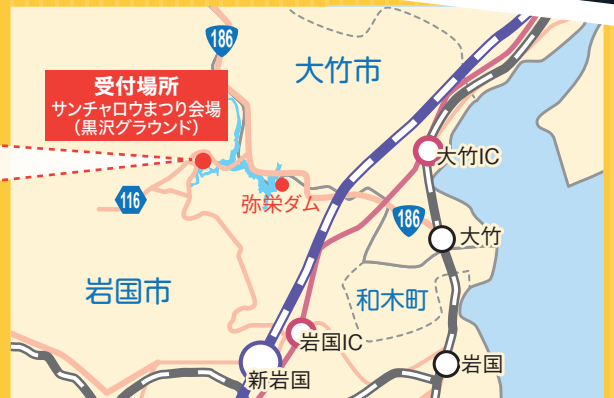 186
大竹市
受付場所
サンチャロウまつり会場
（黒沢グラウンド）
大竹IC
116
弥栄ダム
186
大竹
岩国市
和木町
岩国IC
岩国
新岩国